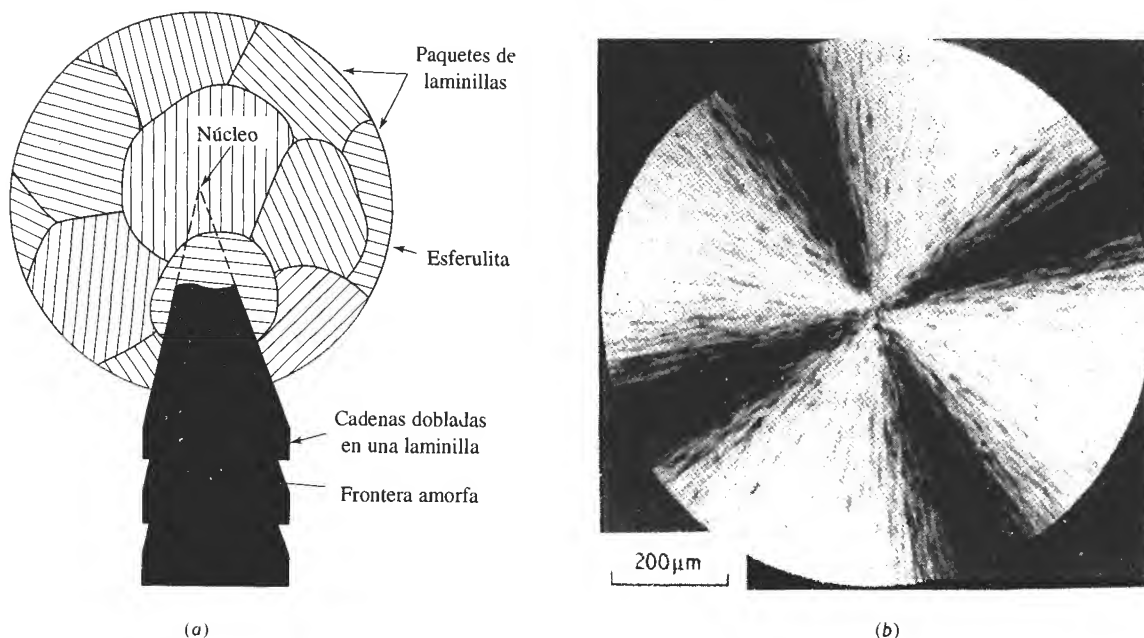 Paquetes de
laminillas
Núcleo
Esferulita
Cadenas dobladas
en una laminilla
Frontera amorfa
200µm
(a)
(b)